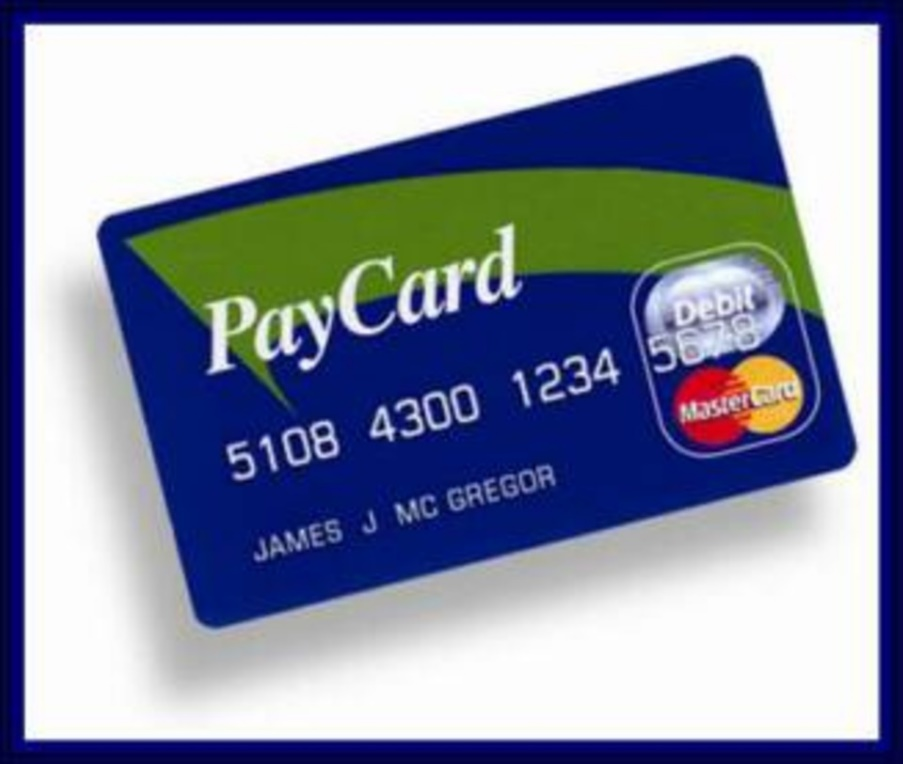 PayCard
Debit
5108 4300 1234 5678
MasterCard
JAMES J MC GREGOR